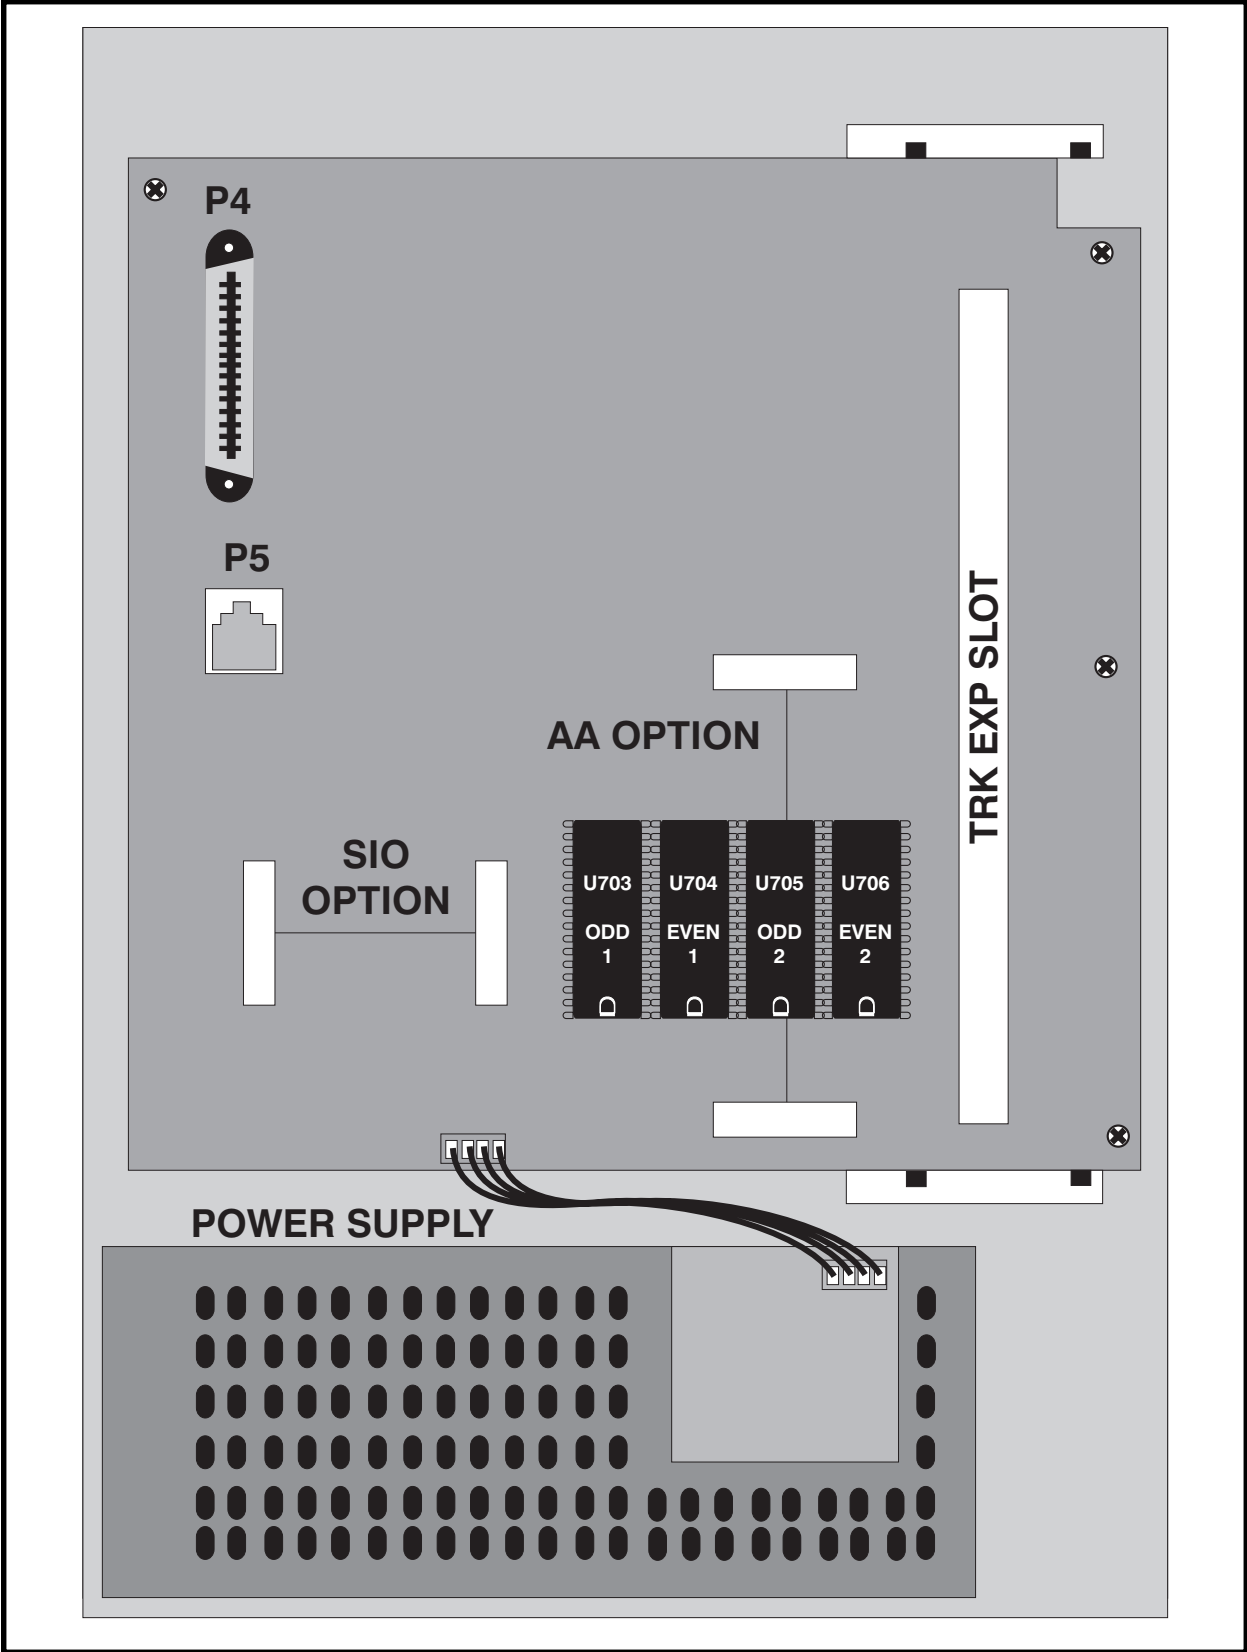 P4
P5
AA OPTION
TRK EXP SLOT
SIO
OPTION
U703
ODD
1
U704
EVEN
1
U705
ODD
2
U706
EVEN
2
POWER SUPPLY